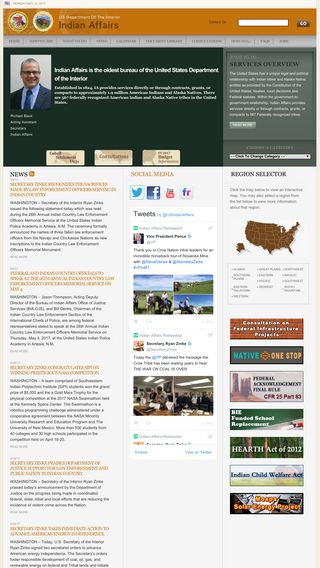 MONDAY MAY 15, 2017
US Department Of The Interior
Indian Affairs
GO
HOME
WHO WE ARE
WHAT WE DO
NEWS
CALENDAR
DOCUMENT LIBRARY
CONSULTATIONS
HOW DO I...?
FAQs
JOBS
Indian Affairs is the oldest bureau of the United States Department
of the Interior
Established in 1824, IA provides services directly or through contracts, grants,
or compacts to approximately 1.9 million American Indians and Alaska Natives. There
are 567 federally recognized American Indian and Alaska Native tribes in the United
States.
Michael Black
Acting Assistant
Secretary
Indian Affairs
WHAT WE DO
SERVICES OVERVIEW
The United States has a unique legal and political
relationship with Indian tribes and Alaska Native
entities as provided by the Constitution of the
United States, treaties, court decisions and
Federal statutes. Within the government-to-
government relationship, Indian Affairs provides
services directly or through contracts, grants, or
compacts to 567 Federally recognized tribes.
READ MORE
CHOOSE A CATEGORY
--- Click To Change Category ---
Cobell
Settlement
FAQs
Consultations
FY 2017
Budget
Information
NEWS
5/12/17
SECRETARY ZINKE RECOGNIZES THE SACRIFICES
MADE BY LAW ENFORCEMENT OFFICERS SERVING IN
INDIAN COUNTRY
WASHINGTON – Secretary of the Interior Ryan Zinke
issued the following statement today which was read
during the 26th Annual Indian Country Law Enforcement
Officers Memorial Service at the United States Indian
Police Academy in Artesia, N.M. The ceremony formally
announced the names of three fallen law enforcement
officers from the Navajo and Chickasaw Nations as new
inscriptions to the Indian Country Law Enforcement
Officers Memorial Monument.
READ MORE
FEDERAL AND INDIAN COUNTRY OFFICIALS TO
SPEAK AT THE 26TH ANNUAL INDIAN COUNTRY LAW
ENFORCEMENT OFFICERS MEMORIAL SERVICE ON
MAY 4
WASHINGTON – Jason Thompson, Acting Deputy
Director of the Bureau of Indian Affairs Office of Justice
Services (BIA-OJS), and Bill Denke, Chairman of the
Indian Country Law Enforcement Section of the
International Chiefs of Police, are among featured
speakers slated to speak at the 26th Annual Indian
Country Law Enforcement Officers Memorial Service on
Thursday, May 4, 2017, at the United States Indian
Police Academy in Artesia, N.M.
READ MORE
SECRETARY ZINKE CONGRATULATES SIPI ON
WINNING PRESTIGIOUS NASA ROBOTICS PRIZE
WASHINGTON – A team comprised of Southwestern
Indian Polytechnic Institute (SIPI) students won the grand
prize of $5,000 and the like a Gold Mars Trophy for the
physical competition at the 2017 NASA Swarmathon held
at the Kennedy Space Center. The Swarmathon is a
robotics programming challenge administered under a
cooperative agreement between the NASA Minority
University Research and Education Program and The
University of New Mexico. More than 500 students from
40 colleges and 30 high schools participated in the
competition on April 18-20.
READ MORE
SECRETARY ZINKE PRAISES DEPARTMENT OF
JUSTICE SUPPORT FOR LAW ENFORCEMENT AND
PUBLIC SAFETY IN INDIAN COUNTRY
WASHINGTON – Secretary of the Interior Ryan Zinke
praised today's announcement by the Department of
Justice on the progress being made in coordinated
federal, state, tribal and local efforts that are reducing the
incidence of violent crime across the Nation.
READ MORE
SECRETARY ZINKE TAKES IMMEDIATE ACTION TO
ADVANCE AMERICAN ENERGY INDEPENDENCE
WASHINGTON – Today, U.S. Secretary of the Interior
Ryan Zinke signed two secretarial orders to advance
American energy independence. The Secretary's orders
foster responsible development of coal, oil, gas, and
renewable energy on Federal and Tribal lands and initiate
SOCIAL MEDIA
Tweets by @USIndianAffairs
Indian Affairs Retweeted
Vice President Pence
@VP
Thank you to Crow Nation tribal leaders for an
incredible horseback tour of Absaloka Mine
with @SteveDaines & @SecretaryZinke.
#VPInMT
Indian Affairs Retweeted
Secretary Ryan Zinke
@SecretaryZinke
Today the @VP delivered the message the
Crow Tribe has been waiting years to hear:
THE WAR ON COAL IS OVER
Embed
View on Twitter
REGION SELECTOR
Click the map below to view an interactive
map. You may also select a region from
the list below to view more information
about that region.
ALASKA
GREAT PLAINS
NORTHWEST
EASTERN
NAVAJO
SOUTHERN
PACIFIC
MIDWEST
ROCKY
MOUNTAIN
WESTERN
Consultation on
Federal Infrastructure
Projects
NATIVE ONE STOP
FEDERAL
ACKNOWLEDGEMENT
FINAL RULE
CFR 25 Part 83
BIE
Funded School
Replacement
HEARTH Act of 2012
Indian Child Welfare Act
Moapa
Solar Energy Project